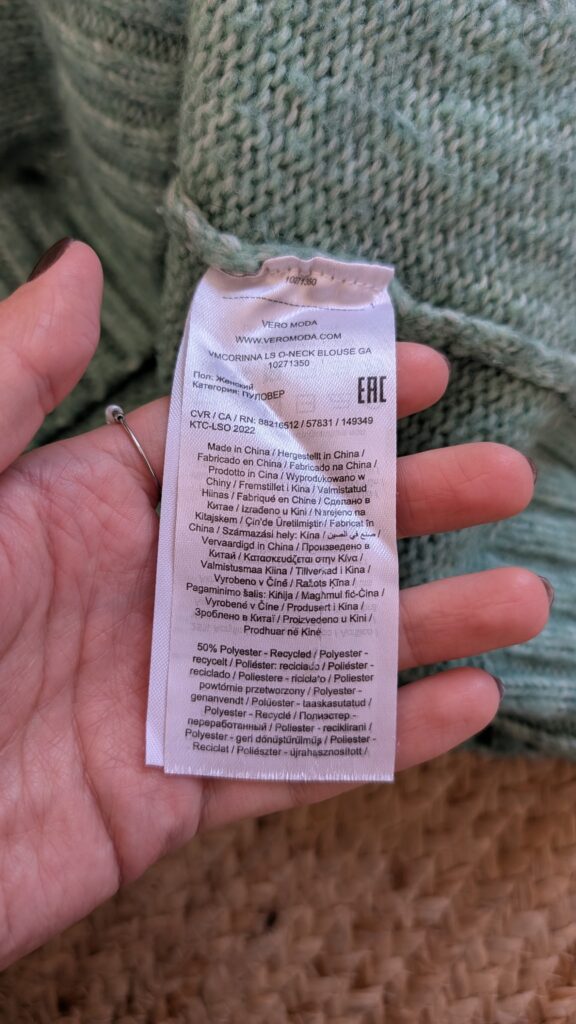 1021350
VERO MODA
WWW.VEROMODA.COM
VMCORINNA LS O-NECK BLOUSE GA
10271350
Пол: Женский
Категория: ПУЛОВЕР
EAC
CVR / CA / RN: 88216512 / 57831 / 149349
KTC-LSO 2022
Made in China / Hergestellt in China /
Fabricado en China / Fabricado na China /
Prodotto in Cina / Wyprodukowano w
Chiny / Fremstillet i Kina / Valmistatud
Hiinas / Fabriqué en Chine / Сделано в
Китае / Izrađeno u Kini / Narejeno na
Kitajskem / Çin'de Üretilmiştir / Fabricat în
China / Származási hely: Kína / صنع في الصين /
Vervaardigd in China / Произведено в
Китай / Κατασκευάζεται στην Κίνα /
Valmistusmaa Kiina / Tillverkad i Kina /
Vyrobeno v Číně / Ražots Ķīnā /
Pagaminimo šalis: Kinija / Magħmul fiċ-Ċina /
Vyrobené v Číne / Produsert i Kina /
Зроблено в Китаї / Proizvedeno u Kini /
Prodhuar në Kinë
50% Polyester - Recycled / Polyester -
recycelt / Poliéster: reciclado / Poliéster -
reciclado / Poliestere - riciclato / Poliester
powtórnie przetworzony / Polyester -
genanvendt / Polüester - taaskasutatud /
Polyester - Recyclé / Полиэстер -
переработанный / Poliester - reciklirani /
Polyester - geri dönüştürülmüş / Poliester -
Reciclat / Poliészter - újrahasznosított /